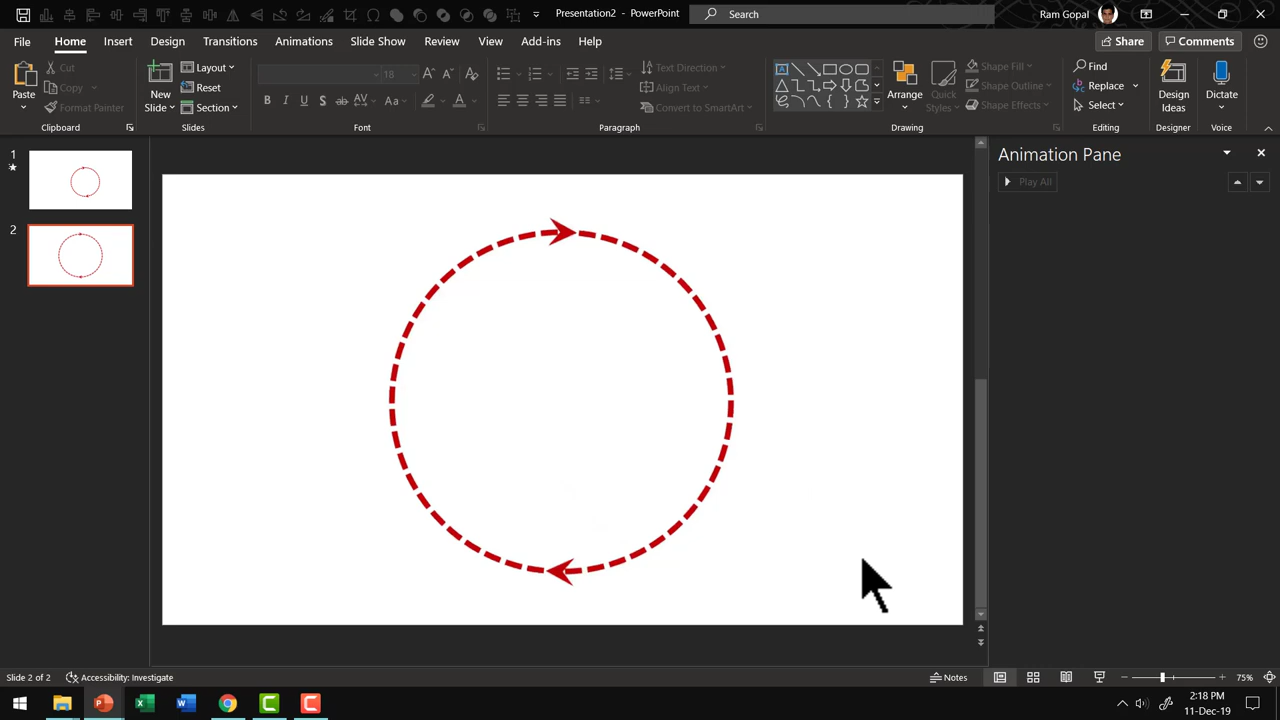 Presentation2 - PowerPoint
Search
Ram Gopal
File Home Insert Draw Design Transitions Animations Slide Show Review View Add-ins Help
Share
Comments
Paste
Cut
Copy
Format Painter
Clipboard
New Slide
Layout
Reset
Section
Slides
18
Font
Text Direction
Align Text
Convert to SmartArt
Paragraph
Arrange
Quick Styles
Shape Fill
Shape Outline
Shape Effects
Drawing
Find
Replace
Select
Editing
Design Ideas
Designer
Dictate
Voice
1
2
Animation Pane
Play All
Slide 2 of 2
Accessibility: Investigate
Notes
75%
2:18 PM
11-Dec-19